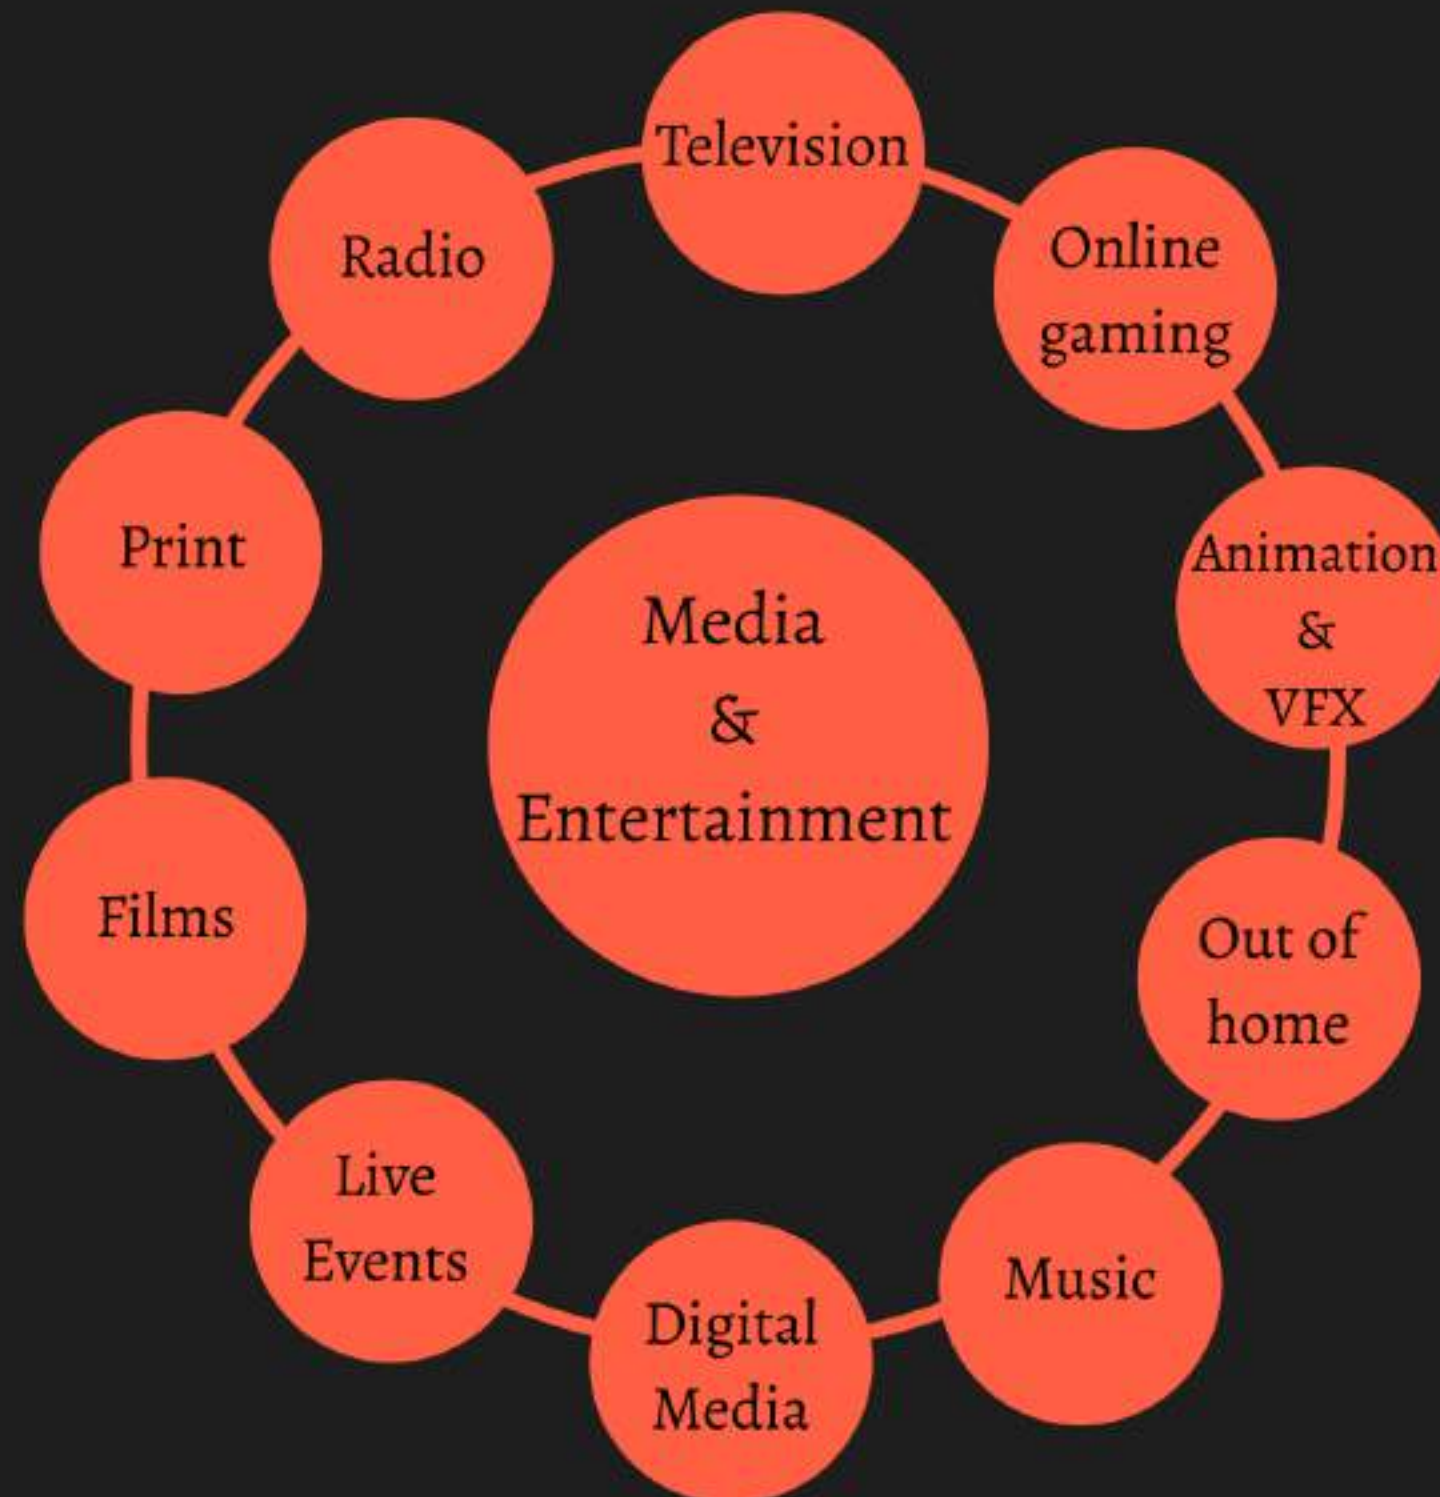 Television
Online
gaming
Animation
&
VFX
Out of
home
Music
Digital
Media
Live
Events
Films
Print
Radio
Media
&
Entertainment